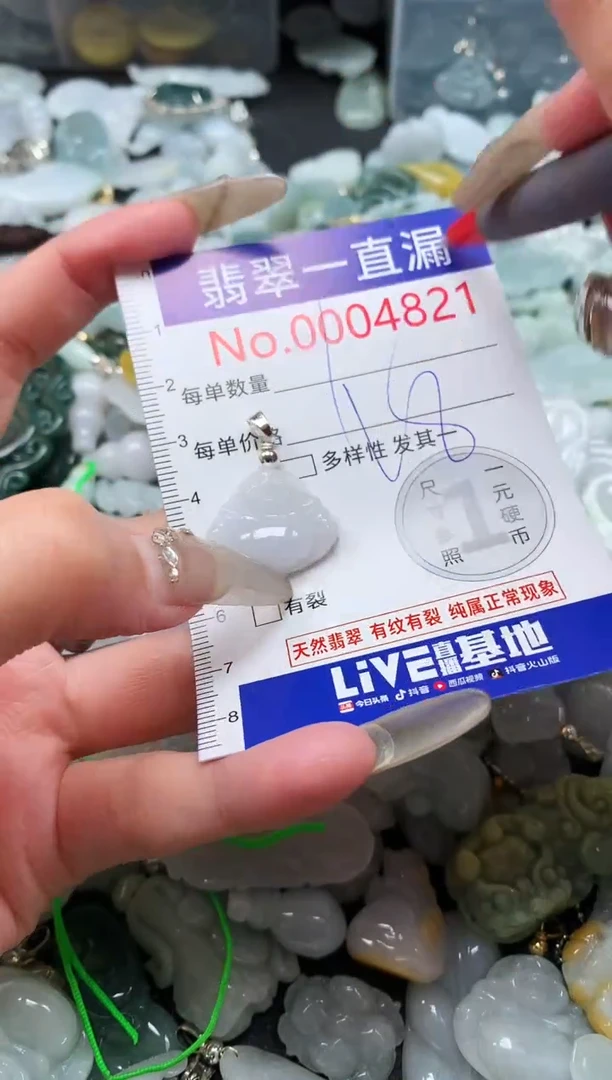 翡翠一直漏
No.0004821
1
2
每单数量
3
每单价
18
多样性 发其一
4
一元硬币
1
尺寸
照
6
有裂
天然翡翠 有纹有裂 纯属正常现象
7
LiVE直播基地
8
今日头条 抖音 西瓜视频 抖音火山版